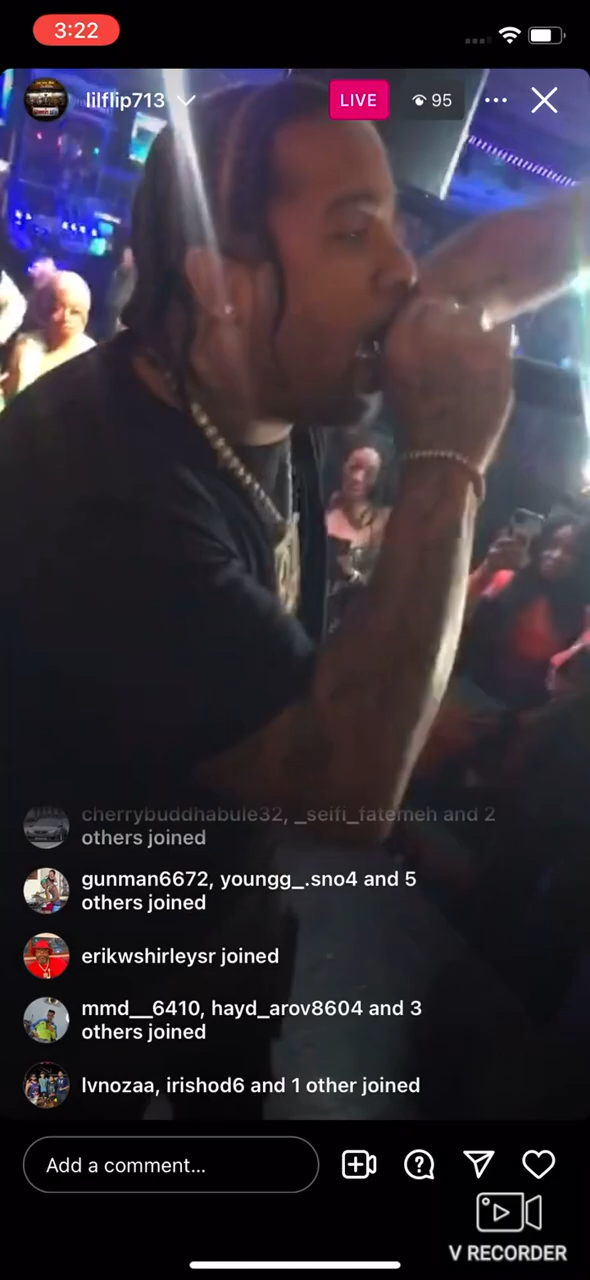 3:22
lilflip713
LIVE
95
cherrybuddhabule32, _seifi_fatemeh and 2
others joined
gunman6672, youngg_.sno4 and 5
others joined
erikwshirleysr joined
mmd__6410, hayd_arov8604 and 3
others joined
lvnozaa, irishod6 and 1 other joined
Add a comment...
V RECORDER